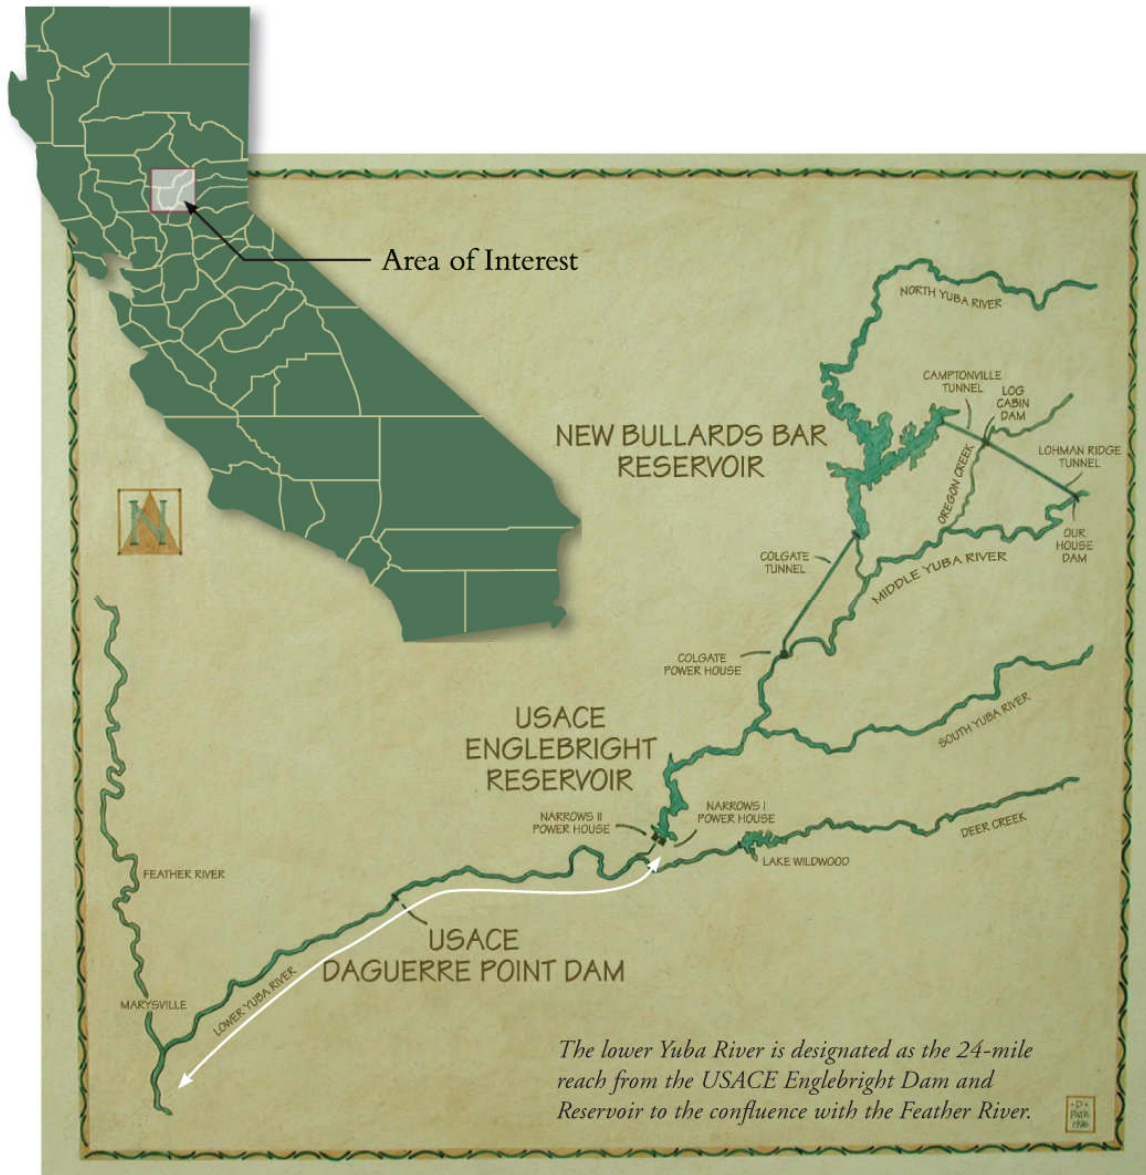 Area of Interest
NORTH YUBA RIVER
CAMPTONVILLE
TUNNEL
LOG
CABIN
DAM
NEW BULLARDS BAR
RESERVOIR
OREGON CREEK
LOHMAN RIDGE
TUNNEL
N
COLGATE
TUNNEL
OUR
HOUSE
DAM
MIDDLE YUBA RIVER
COLGATE
POWER HOUSE
USACE
ENGLEBRIGHT
RESERVOIR
SOUTH YUBA RIVER
NARROWS II
POWER HOUSE
NARROWS I
POWER HOUSE
DEER CREEK
LAKE WILDWOOD
FEATHER RIVER
USACE
DAGUERRE POINT DAM
MARYSVILLE
LOWER YUBA RIVER
The lower Yuba River is designated as the 24-mile
reach from the USACE Englebright Dam and
Reservoir to the confluence with the Feather River.